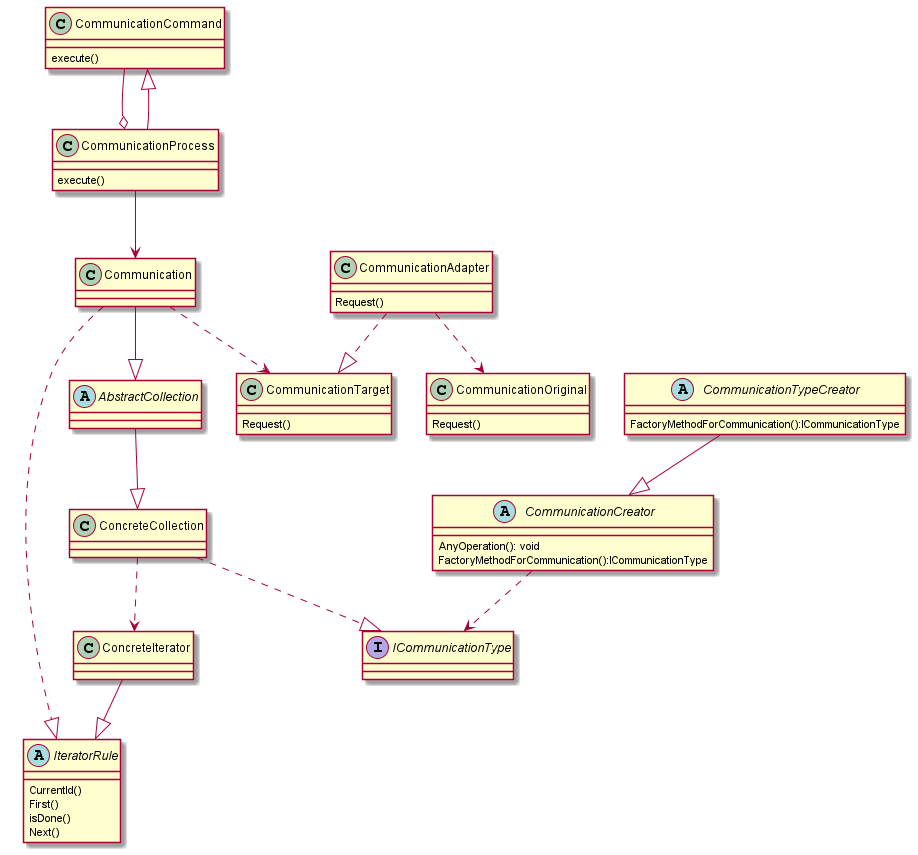 C CommunicationCommand
execute()
C CommunicationProcess
execute()
C Communication
C CommunicationAdapter
Request()
A AbstractCollection
C CommunicationTarget
Request()
C CommunicationOriginal
Request()
A CommunicationTypeCreator
FactoryMethodForCommunication():ICommunicationType
C ConcreteCollection
A CommunicationCreator
AnyOperation(): void
FactoryMethodForCommunication():ICommunicationType
C ConcreteIterator
I ICommunicationType
A IteratorRule
CurrentId()
First()
isDone()
Next()